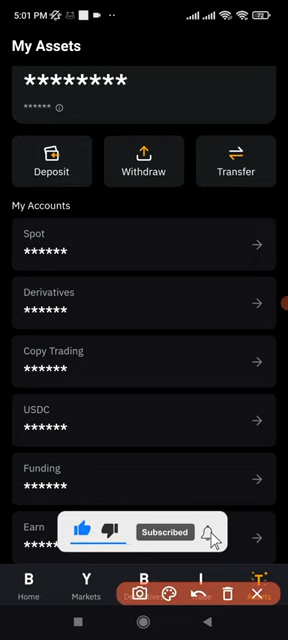 5:01 PM
72
My Assets
********
******
Deposit
Withdraw
Transfer
My Accounts
Spot
******
Derivatives
******
Copy Trading
******
USDC
******
Funding
******
Earn
******
Subscribed
B
Y
B
I
T
Home
Markets
Assets